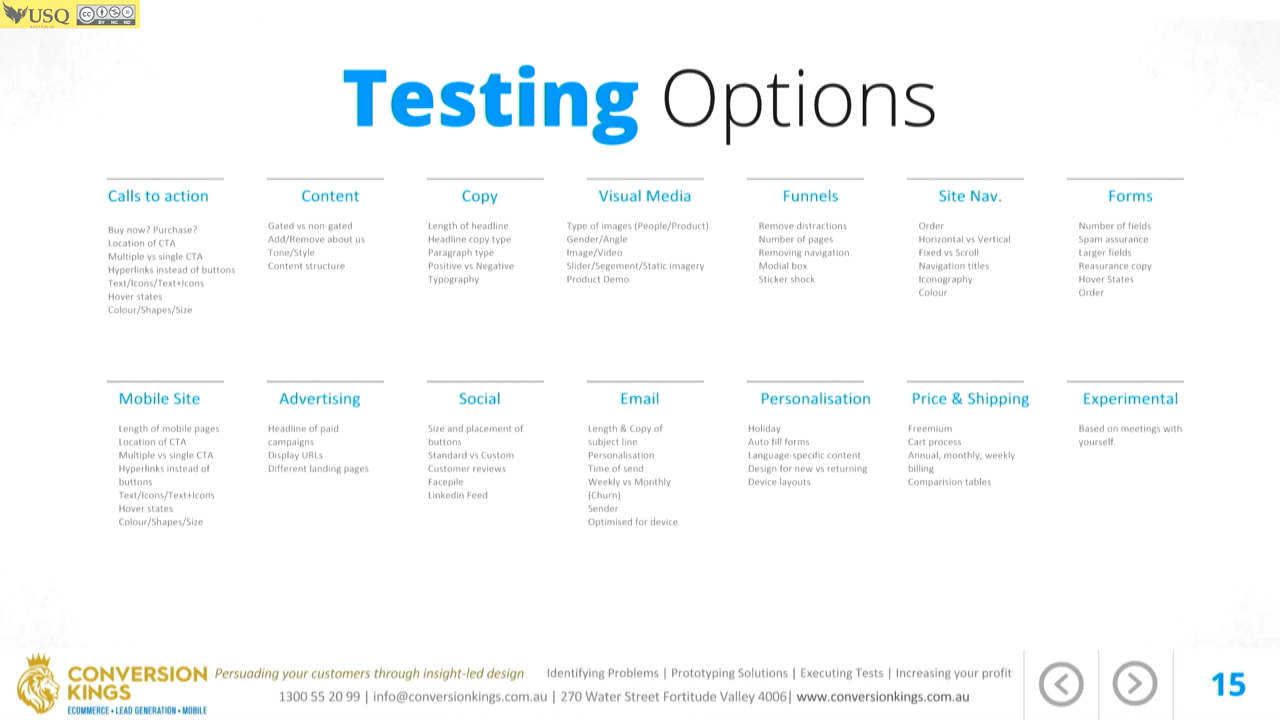 USQ
AUSTRALIA
cc
BY NC ND
Testing Options
Calls to action
Buy now? Purchase?
Location of CTA
Multiple vs single CTA
Hyperlinks instead of buttons
Text/Icons/Text+Icons
Hover states
Colour/Shapes/Size
Content
Gated vs non-gated
Add/Remove about us
Tone/Style
Content structure
Copy
Length of headline
Headline copy type
Paragraph type
Positive vs Negative
Typography
Visual Media
Type of images (People/Product)
Gender/Angle
Image/Video
Slider/Segement/Static imagery
Product Demo
Funnels
Remove distractions
Number of pages
Removing navigation
Modial box
Sticker shock
Site Nav.
Order
Horizontal vs Vertical
Fixed vs Scroll
Navigation titles
Iconography
Colour
Forms
Number of fields
Spam assurance
Larger fields
Reasurance copy
Hover States
Order
Mobile Site
Length of mobile pages
Location of CTA
Multiple vs single CTA
Hyperlinks instead of
buttons
Text/Icons/Text+Icons
Hover states
Colour/Shapes/Size
Advertising
Headline of paid
campaigns
Display URLs
Different landing pages
Social
Size and placement of
buttons
Standard vs Custom
Customer reviews
Facepile
Linkedin Feed
Email
Length & Copy of
subject line
Personalisation
Time of send
Weekly vs Monthly
(Churn)
Sender
Optimised for device
Personalisation
Holiday
Auto fill forms
Language-specific content
Design for new vs returning
Device layouts
Price & Shipping
Freemium
Cart process
Annual, monthly, weekly
billing
Comparision tables
Experimental
Based on meetings with
yourself.
CONVERSION
KINGS
ECOMMERCE • LEAD GENERATION • MOBILE
Persuading your customers through insight-led design
Identifying Problems | Prototyping Solutions | Executing Tests | Increasing your profit
1300 55 20 99 | info@conversionkings.com.au | 270 Water Street Fortitude Valley 4006| www.conversionkings.com.au
15